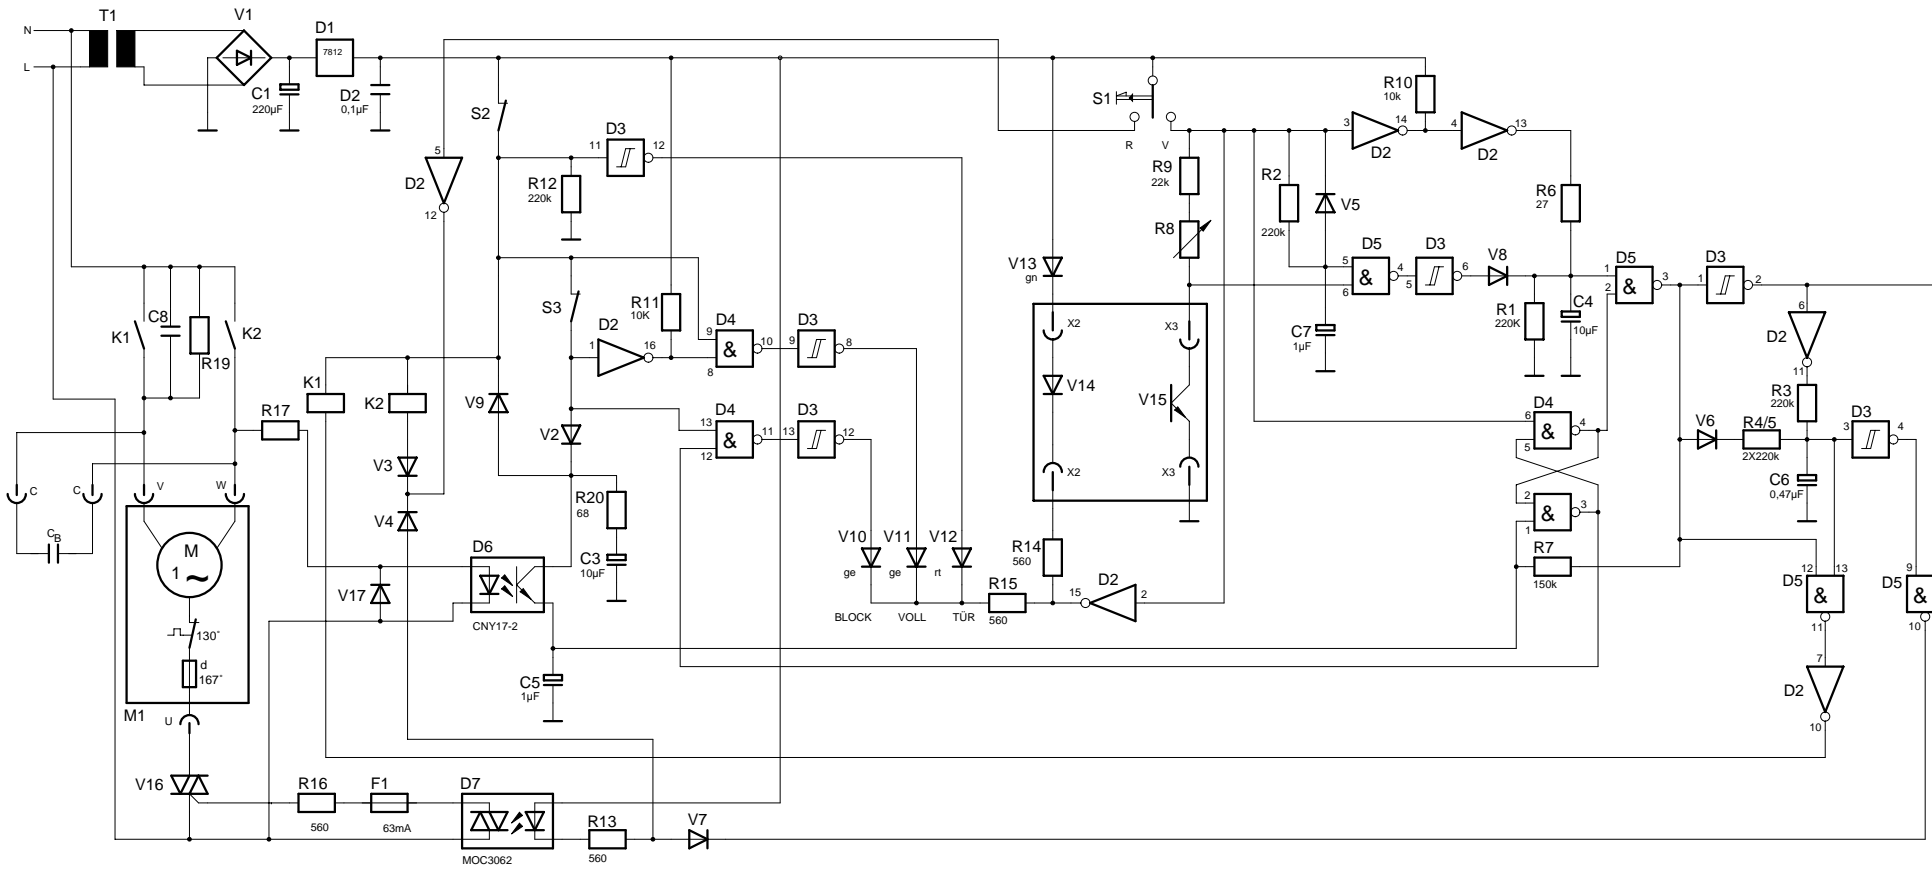 T1
V1
D1
7812
N
L
C1
220µF
D2
0,1µF
S2
D3
11
12
5
D2
12
R12
220k
S1
R
V
R10
10k
3
14
D2
4
13
D2
R9
22k
R8
R2
220k
V5
R6
27
V13
gn
D5
5
6
4
D3
5
6
V8
R1
220K
C4
10µF
D5
1
2
3
&
D3
1
2
&
C7
1µF
6
D2
11
K1
C8
R19
K2
S3
R11
10K
D2
1
16
D4
9
8
10
&
D3
9
8
X2
X3
V14
V15
X2
X3
K1
K2
V9
V2
R17
D4
13
12
11
&
D3
13
12
D4
6
5
4
&
2
1
3
&
R7
150k
V6
R4/5
2X220k
R3
220k
D3
3
4
C6
0,47µF
V3
V4
R20
68
C3
10µF
C
C
V
W
C
B
M
1
~
130°
d
167°
M1
U
V17
D6
CNY17-2
V10
ge
V11
ge
V12
rt
BLOCK
VOLL
TÜR
R15
560
R14
560
15
D2
2
12
13
D5
&
11
9
D5
&
10
7
D2
10
C5
1µF
V16
R16
560
F1
63mA
D7
MOC3062
R13
560
V7